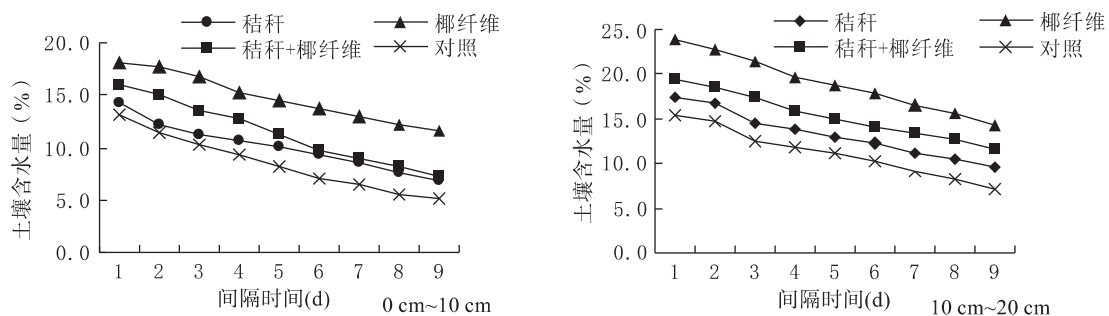 秸秆 椰纤维
秸秆+椰纤维 对照
20.0
15.0
10.0
5.0
0.0
土壤含水量（%）
1 2 3 4 5 6 7 8 9
间隔时间(d)
0 cm~10 cm
秸秆 椰纤维
秸秆+椰纤维 对照
25.0
20.0
15.0
10.0
5.0
0.0
土壤含水量（%）
1 2 3 4 5 6 7 8 9
间隔时间(d)
10 cm~20 cm